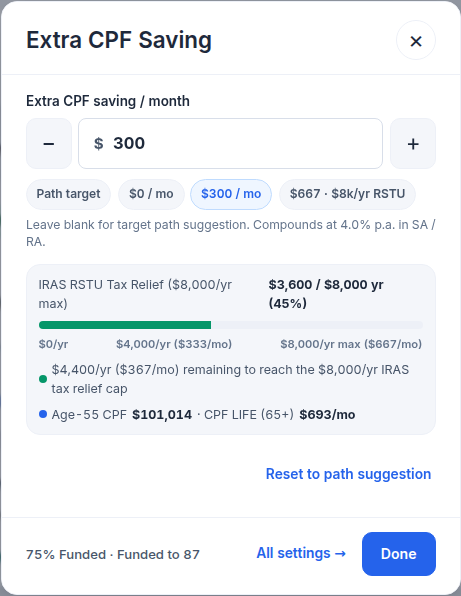 Extra CPF Saving
×
Extra CPF saving / month
−
$ 300
+
Path target
$0 / mo
$300 / mo
$667 · $8k/yr RSTU
Leave blank for target path suggestion. Compounds at 4.0% p.a. in SA /
RA.
IRAS RSTU Tax Relief ($8,000/yr
max)
$3,600 / $8,000 yr
(45%)
$0/yr
$4,000/yr ($333/mo)
$8,000/yr max ($667/mo)
$4,400/yr ($367/mo) remaining to reach the $8,000/yr IRAS
tax relief cap
Age-55 CPF $101,014 · CPF LIFE (65+) $693/mo
Reset to path suggestion
75% Funded · Funded to 87
All settings →
Done